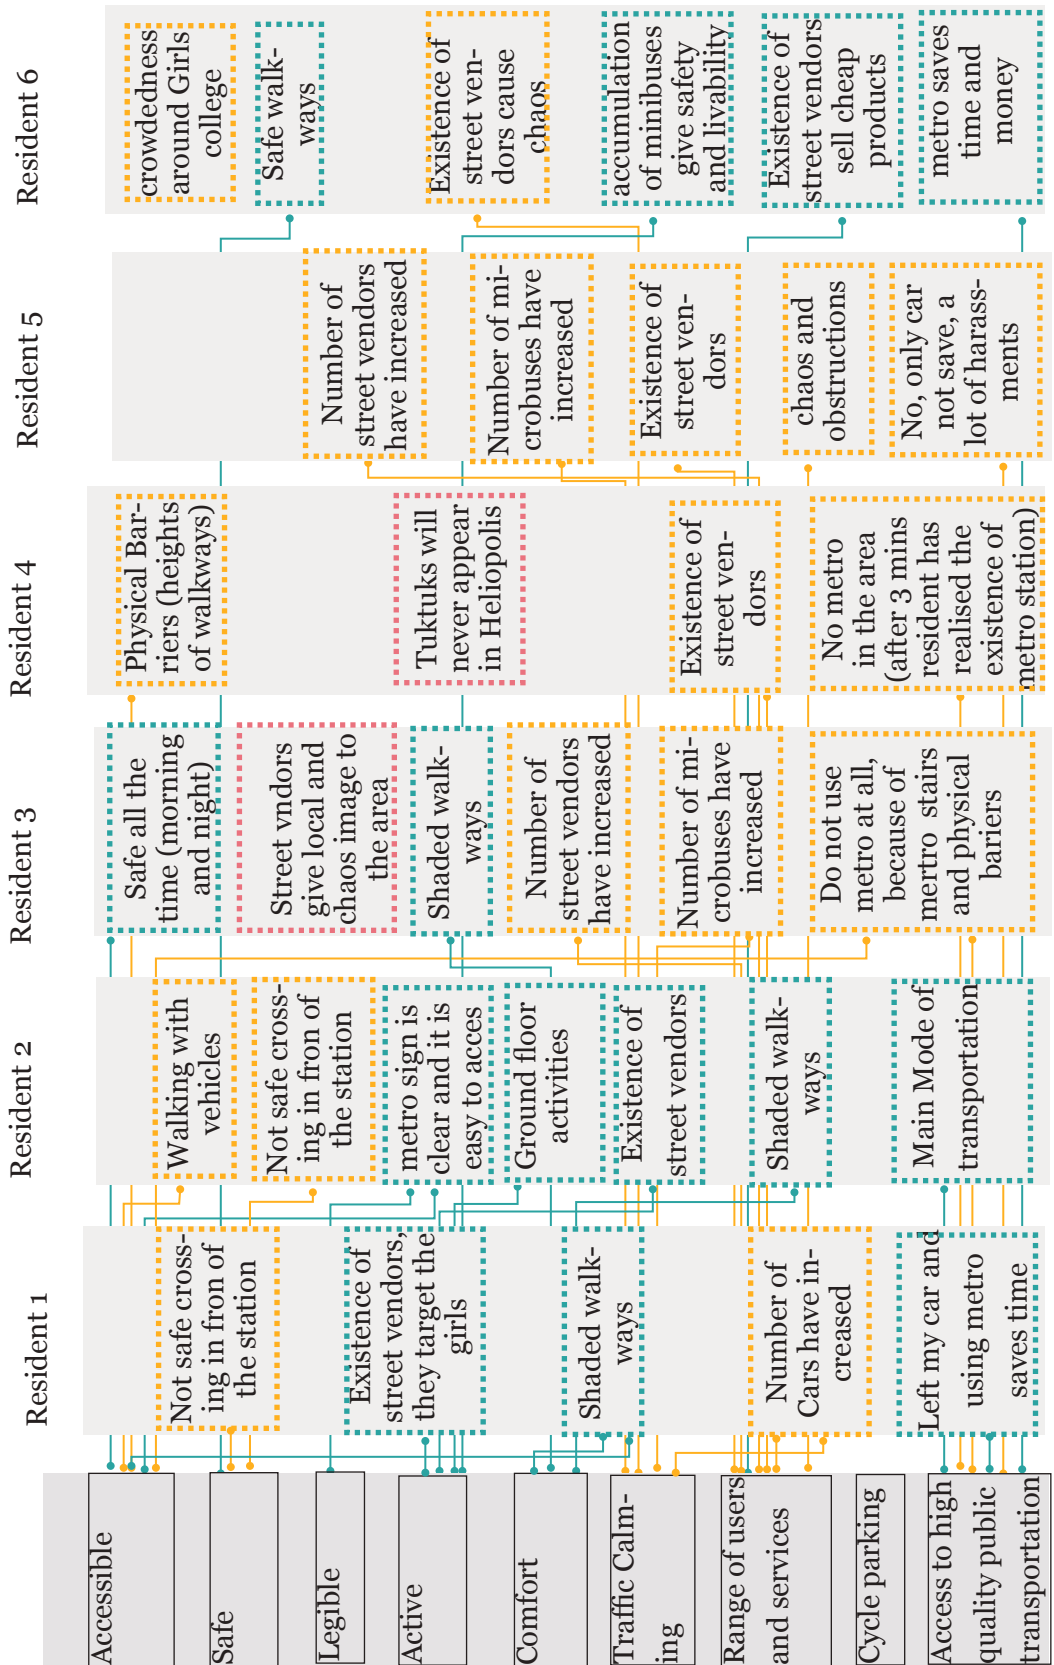 Accessible
Safe
Legible
Active
Comfort
Traffic Calm-
ing
Range of users
and services
Cycle parking
Access to high
quality public
transportation
Resident 1
Not safe cross-
ing in fron of
the station
Existence of
street vendors,
they target the
girls
Shaded walk-
ways
Number of
Cars have in-
creased
Left my car and
using metro
saves time
Resident 2
Walking with
vehicles
Not safe cross-
ing in fron of
the station
metro sign is
clear and it is
easy to acces
Ground floor
activities
Existence of
street vendors
Shaded walk-
ways
Main Mode of
transportation
Resident 3
Safe all the
time (morning
and night)
Street vndors
give local and
chaos image to
the area
Shaded walk-
ways
Number of
street vendors
have increased
Number of mi-
crobuses have
increased
Do not use
metro at all,
because of
mertro stairs
and physical
bariers
Resident 4
Physical Bar-
riers (heights
of walkways)
Tuktuks will
never appear
in Heliopolis
Existence of
street ven-
dors
No metro
in the area
(after 3 mins
resident has
realised the
existence of
metro station)
Resident 5
Number of
street vendors
have increased
Number of mi-
crobuses have
increased
Existence of
street ven-
dors
chaos and
obstructions
No, only car
not save, a
lot of harass-
ments
Resident 6
crowdedness
around Girls
college
Safe walk-
ways
Existence of
street ven-
dors cause
chaos
accumulation
of minibuses
give safety
and livability
Existence of
street vendors
sell cheap
products
metro saves
time and
money